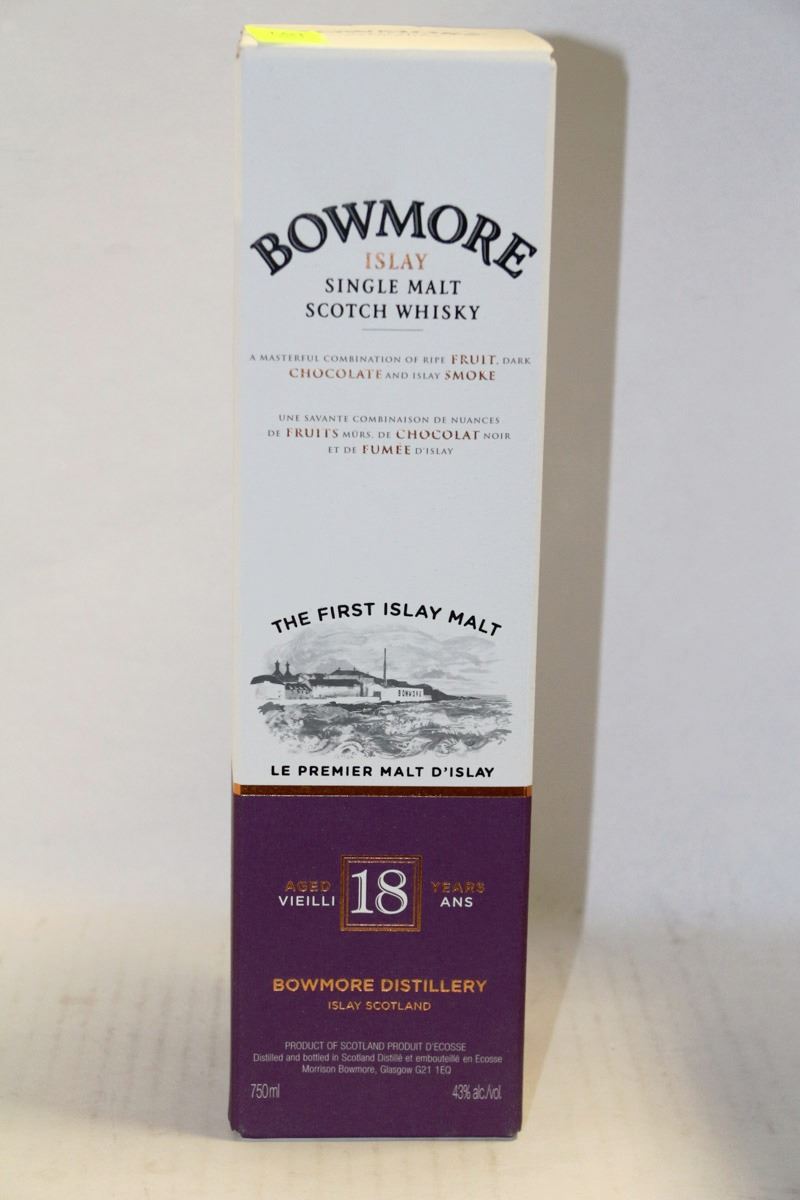 BOWMORE
ISLAY
SINGLE MALT
SCOTCH WHISKY
A MASTERFUL COMBINATION OF RIPE FRUIT, DARK
CHOCOLATE AND ISLAY SMOKE
UNE SAVANTE COMBINAISON DE NUANCES
DE FRUITS MÛRS, DE CHOCOLAT NOIR
ET DE FUMÉE D'ISLAY
THE FIRST ISLAY MALT
BOWMORE
LE PREMIER MALT D'ISLAY
AGED 18 YEARS
VIEILLI ANS
BOWMORE DISTILLERY
ISLAY SCOTLAND
PRODUCT OF SCOTLAND PRODUIT D'ECOSSE
Distilled and bottled in Scotland Distillé et embouteillé en Ecosse
Morrison Bowmore, Glasgow G21 1EQ
750ml 43% alc./vol.